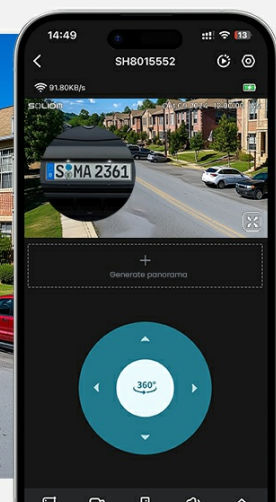 14:49
13
SH8015552
91.80KB/s
SOLIOM
S MA 2361
Generate panorama
360°